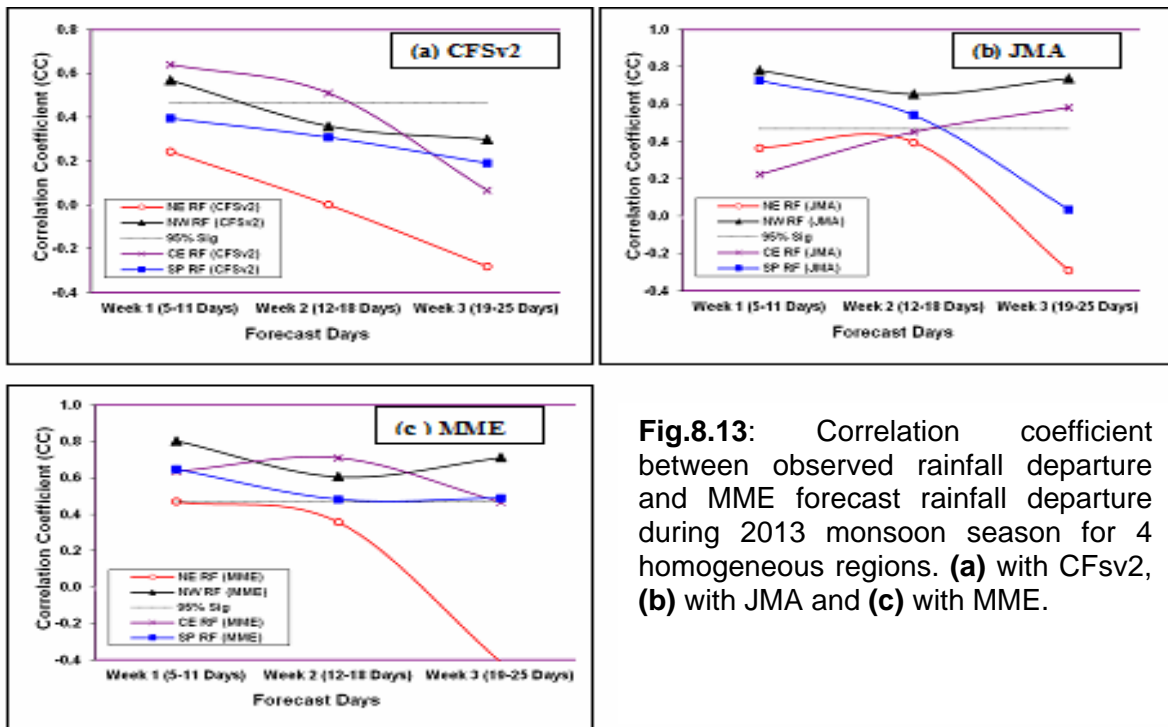 (a) CFSv2
Correlation Coefficient (CC)
0.8
0.6
0.4
0.2
0.0
-0.2
-0.4
NE RF (CFSv2)
NW RF (CFSv2)
95% Sig
CE RF (CFSv2)
SP RF (CFSv2)
Week 1 (5-11 Days) Week 2 (12-18 Days) Week 3 (19-25 Days)
Forecast Days
(b) JMA
Correlation Coefficient (CC)
1.0
0.8
0.6
0.4
0.2
0.0
-0.2
-0.4
NE RF (JMA)
NW RF (JMA)
95% Sig
CE RF (JMA)
SP RF (JMA)
Week 1 (5-11 Days) Week 2 (12-18 Days) Week 3 (19-25 Days)
Forecast Days
(c ) MME
Correlation Coefficient (CC)
1.0
0.8
0.6
0.4
0.2
0.0
-0.2
-0.4
NE RF (MME)
NW RF (MME)
95% Sig
CE RF (MME)
SP RF (MME)
Week 1 (5-11 Days) Week 2 (12-18 Days) Week 3 (19-25 Days)
Forecast Days
Fig.8.13: Correlation coefficient
between observed rainfall departure
and MME forecast rainfall departure
during 2013 monsoon season for 4
homogeneous regions. (a) with CFsv2,
(b) with JMA and (c) with MME.